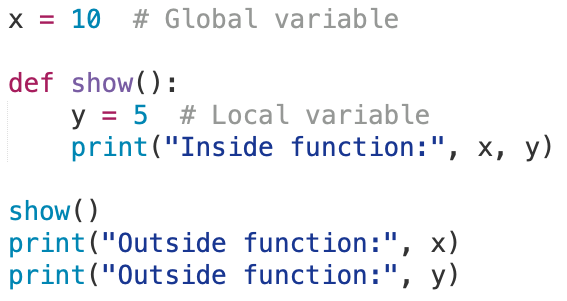 x = 10  # Global variable

def show():
    y = 5  # Local variable
    print("Inside function:", x, y)

show()
print("Outside function:", x)
print("Outside function:", y)